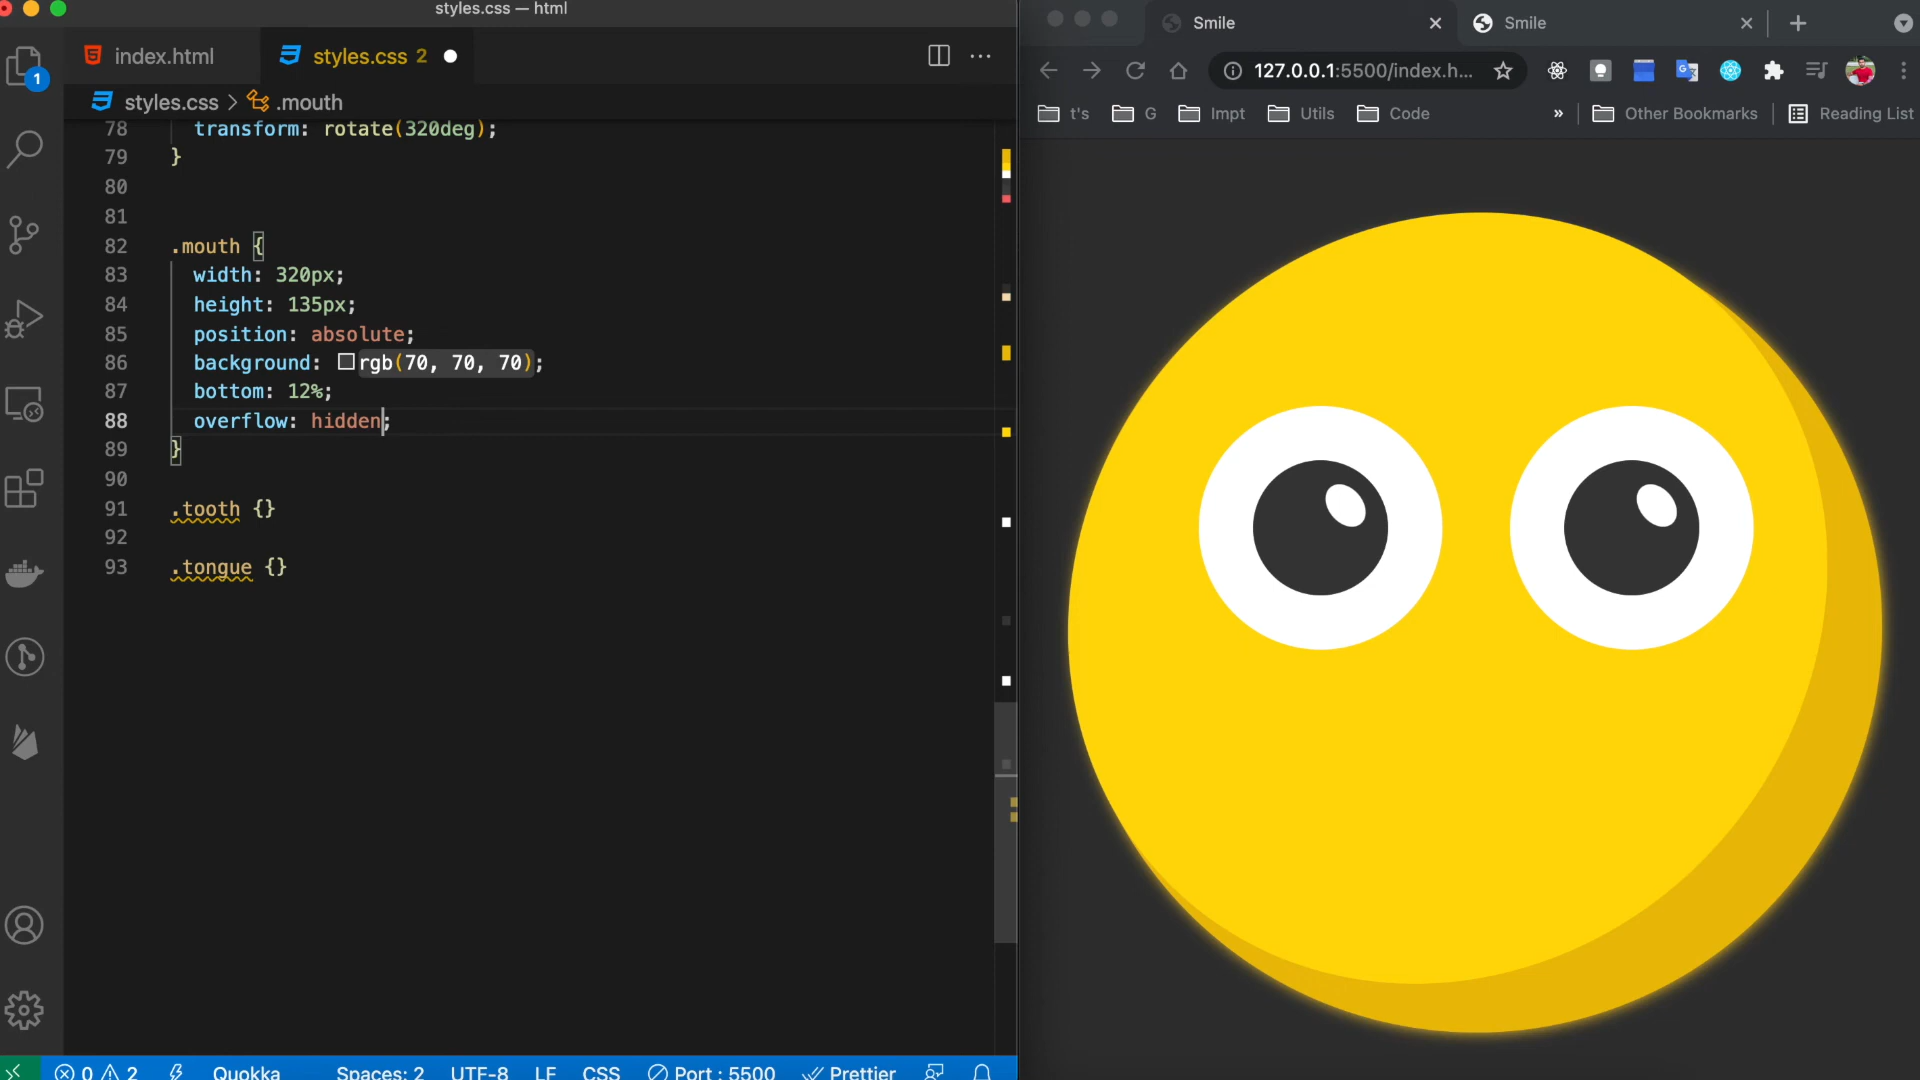 styles.css — html
index.html
styles.css 2
styles.css > .mouth
78 transform: rotate(320deg);
79 }
80
81
82 .mouth {
83 width: 320px;
84 height: 135px;
85 position: absolute;
86 background: rgb(70, 70, 70);
87 bottom: 12%;
88 overflow: hidden;
89 }
90
91 .tooth {}
92
93 .tongue {}
1
0 2 Quokka Spaces: 2 UTF-8 LF CSS Port : 5500 Prettier
Smile
Smile
127.0.0.1:5500/index.h...
t's G Impt Utils Code » Other Bookmarks Reading List